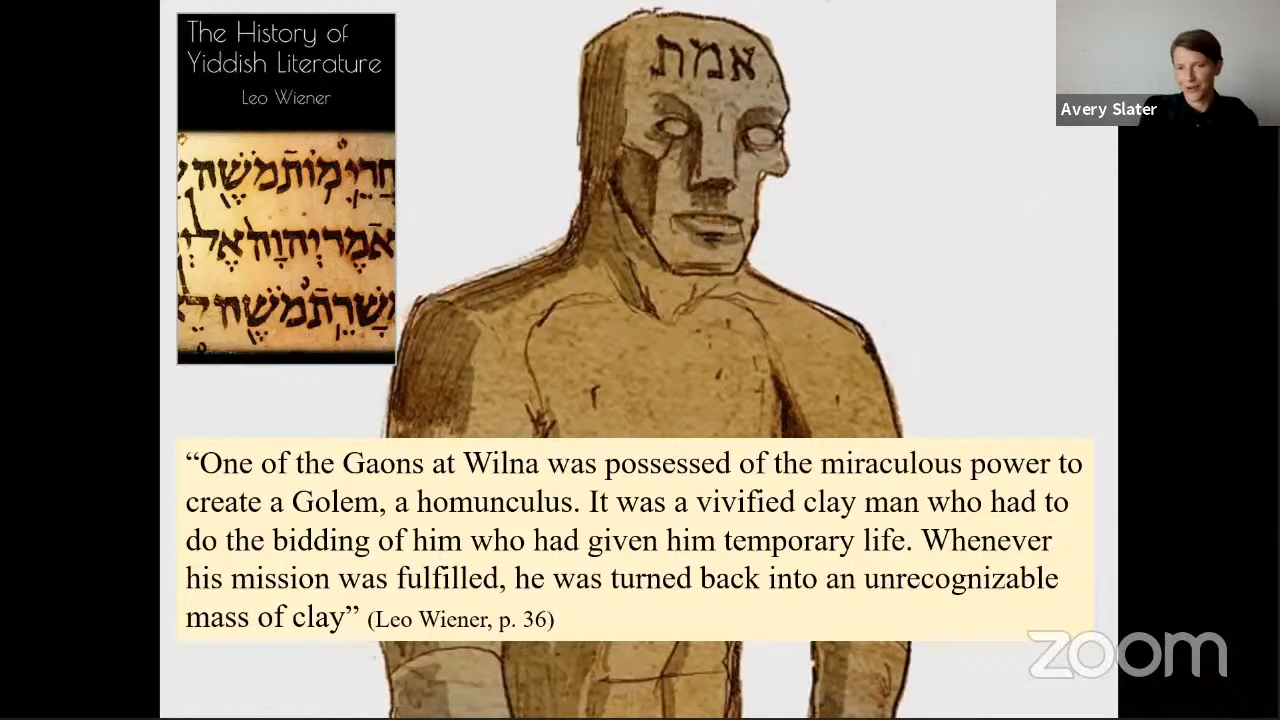 The History of
Yiddish Literature
Leo Wiener
אמת
Avery Slater
“One of the Gaons at Wilna was possessed of the miraculous power to
create a Golem, a homunculus. It was a vivified clay man who had to
do the bidding of him who had given him temporary life. Whenever
his mission was fulfilled, he was turned back into an unrecognizable
mass of clay” (Leo Wiener, p. 36)
zoom